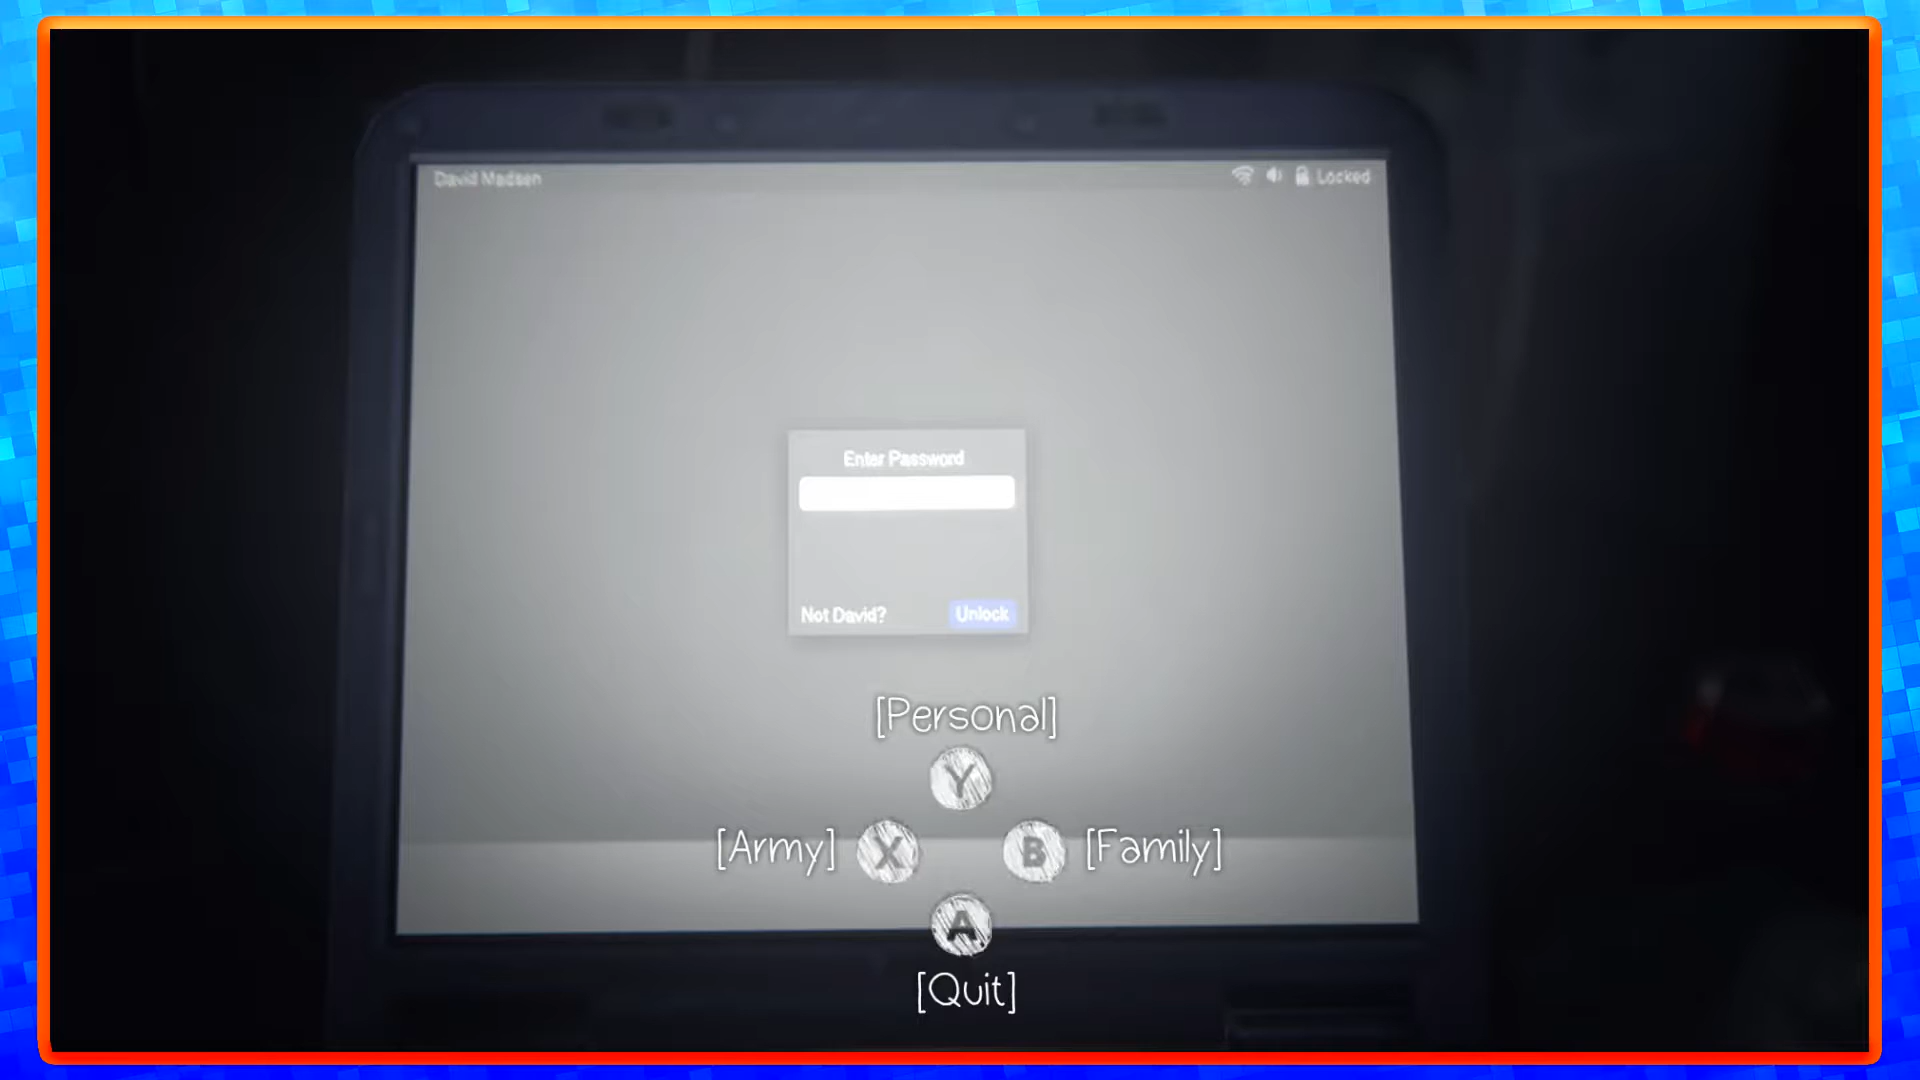 David Madsen
Locked
Enter Password
Not David?
Unlock
[Personal]
Y
[Army]
X
B
[Family]
A
[Quit]